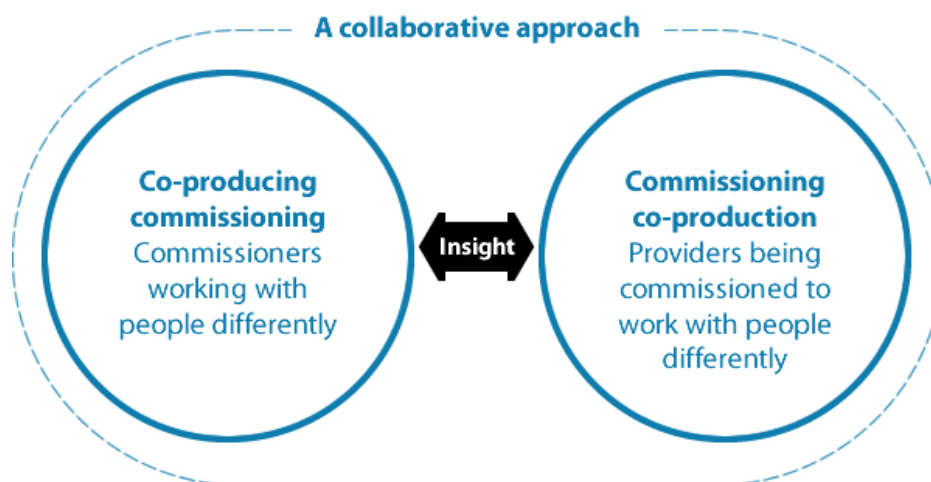 A collaborative approach
Co-producing
commissioning
Commissioners
working with
people differently
Insight
Commissioning
co-production
Providers being
commissioned to
work with people
differently